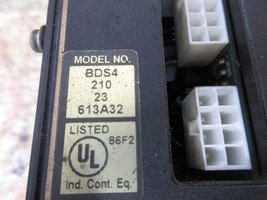 MODEL NO.
BDS4
210
23
613A32
LISTED
86F2
UL
Ind. Cont. Eq.